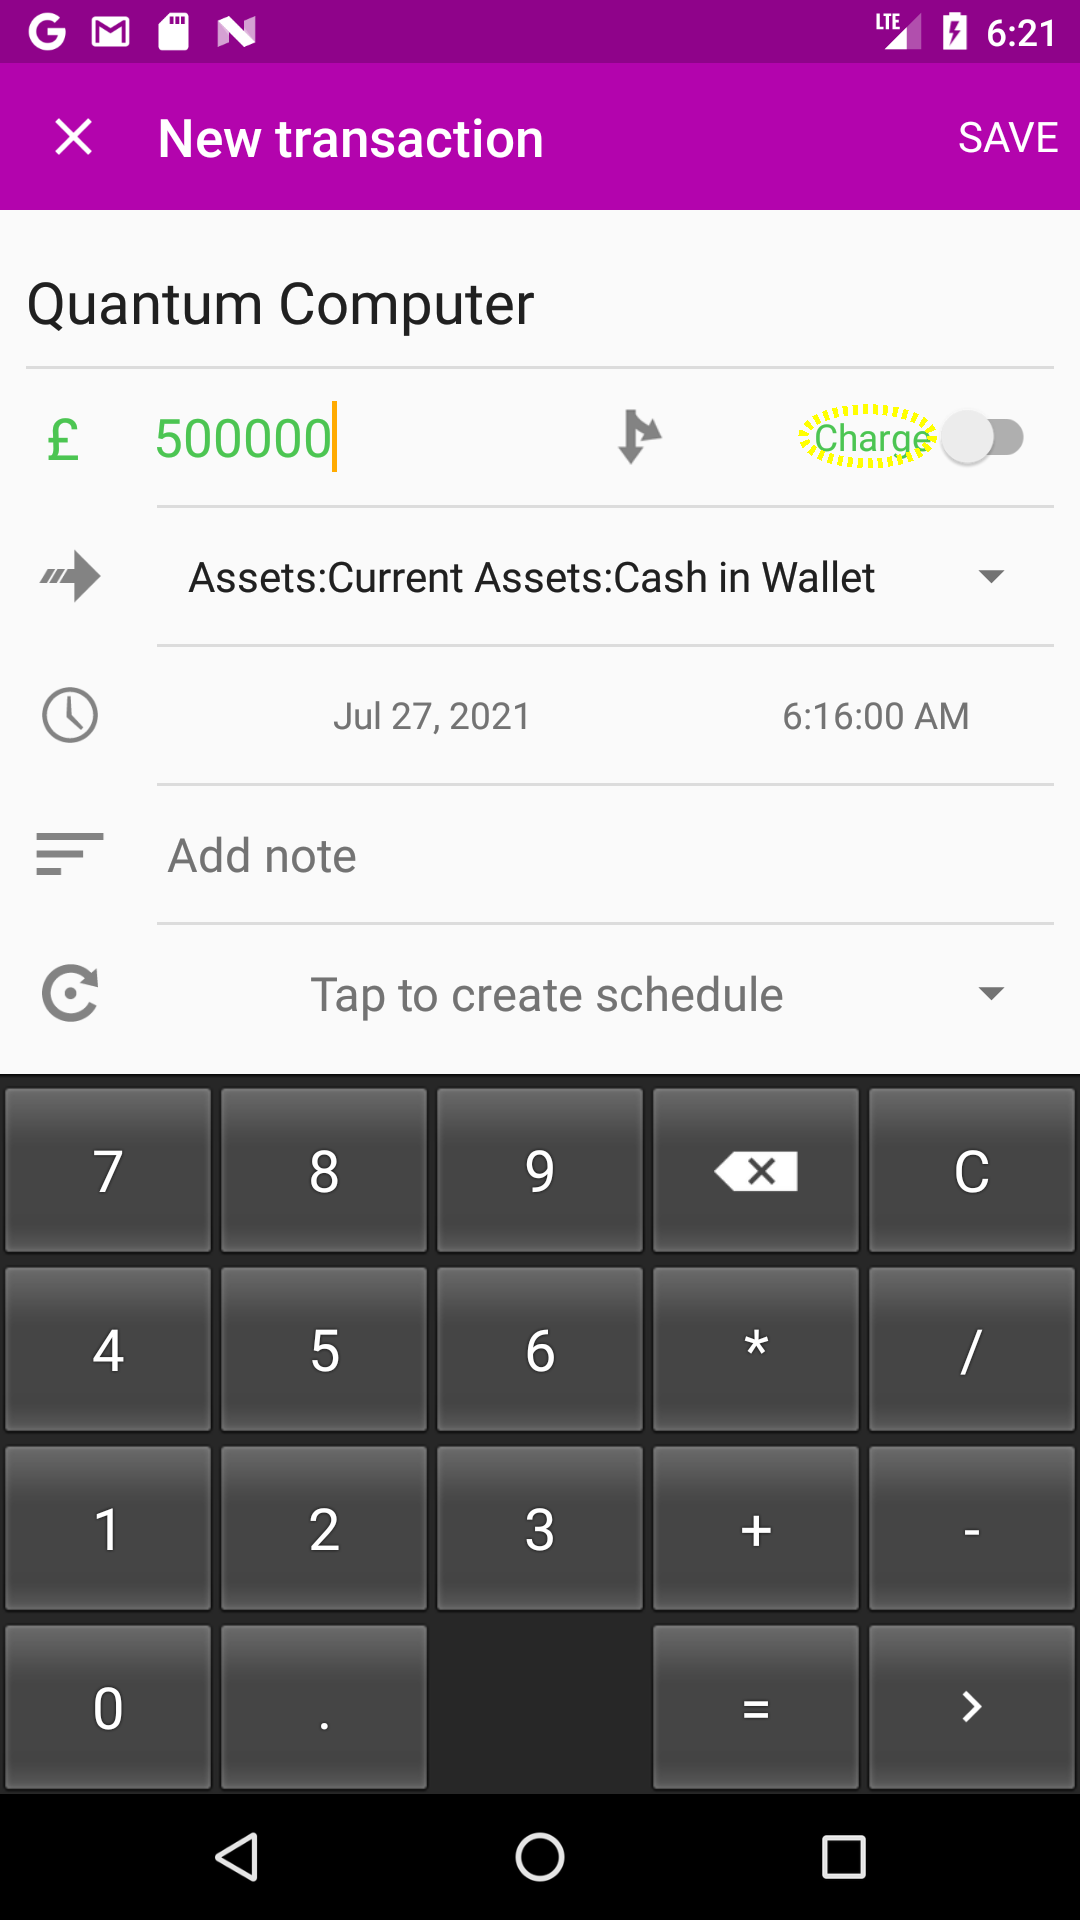 LTE 6:21
New transaction SAVE
Quantum Computer
£ 500000 Charge
Assets:Current Assets:Cash in Wallet
Jul 27, 2021 6:16:00 AM
Add note
Tap to create schedule
7 8 9 C
4 5 6 * /
1 2 3 + -
0 . = >